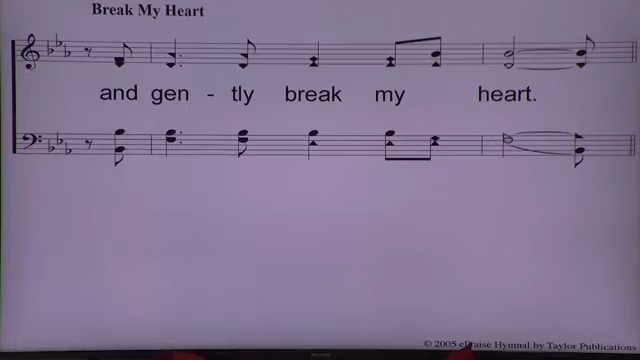 Break My Heart
and gen - tly break my heart.
© 2005 ePraise Hymnal by Taylor Publications